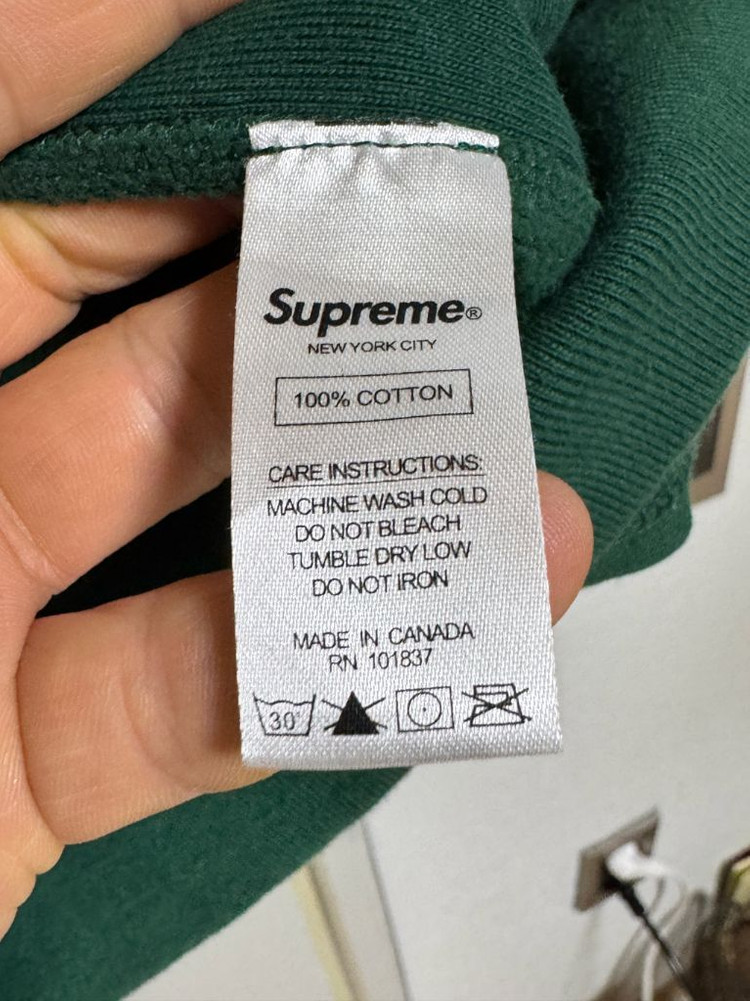 Supreme®
NEW YORK CITY
100% COTTON
CARE INSTRUCTIONS:
MACHINE WASH COLD
DO NOT BLEACH
TUMBLE DRY LOW
DO NOT IRON
MADE IN CANADA
RN 101837
30°